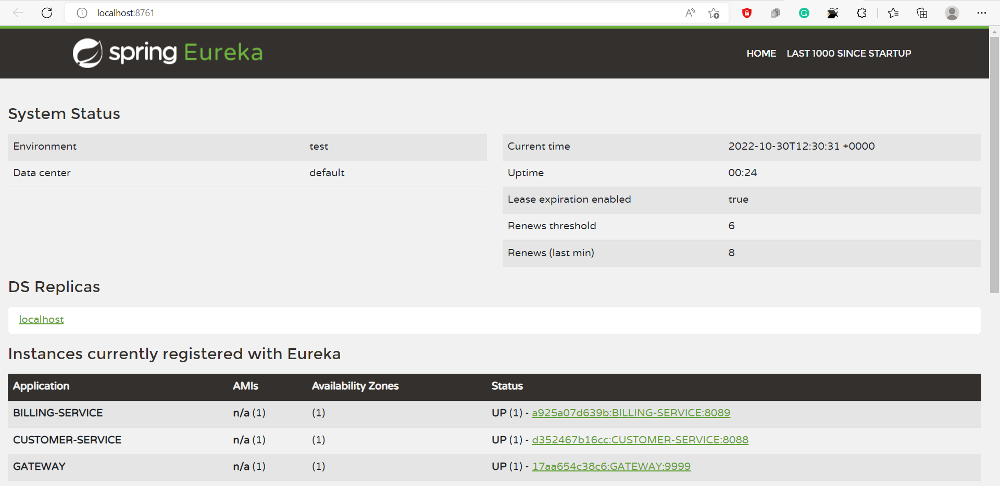 localhost:8761
spring Eureka
HOME LAST 1000 SINCE STARTUP
System Status
Environment test
Data center default
Current time 2022-10-30T12:30:31 +0000
Uptime 00:24
Lease expiration enabled true
Renews threshold 6
Renews (last min) 8
DS Replicas
localhost
Instances currently registered with Eureka
Application AMIs Availability Zones Status
BILLING-SERVICE n/a (1) (1) UP (1) - a925a07d639b:BILLING-SERVICE:8089
CUSTOMER-SERVICE n/a (1) (1) UP (1) - d352467b16cc:CUSTOMER-SERVICE:8088
GATEWAY n/a (1) (1) UP (1) - 17aa654c38c6:GATEWAY:9999